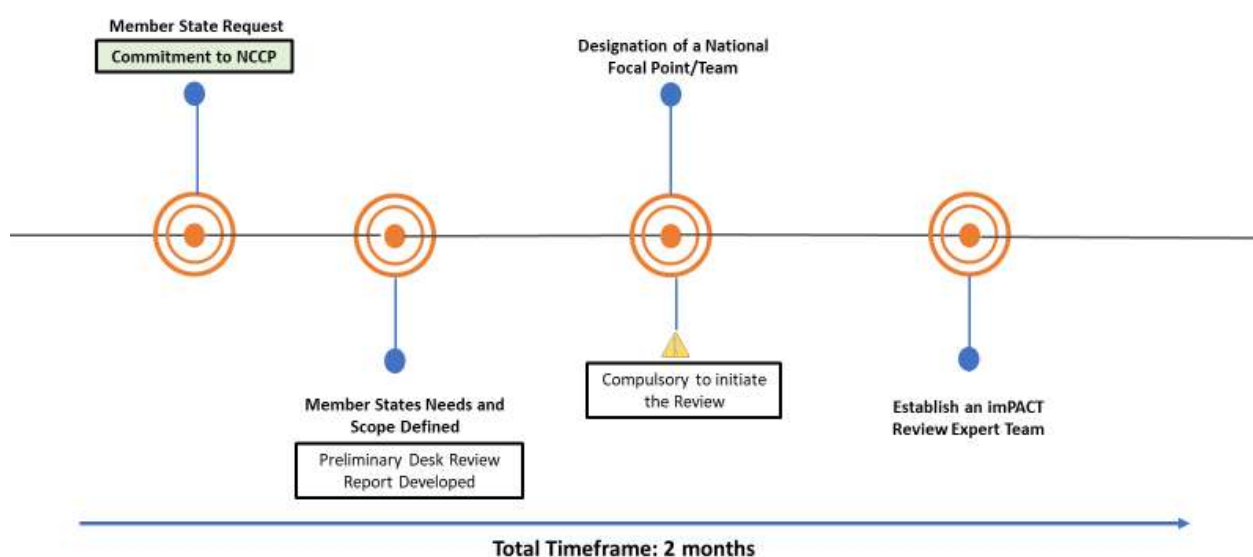 Member State Request
Commitment to NCCP
Designation of a National
Focal Point/Team
Member States Needs and
Scope Defined
Preliminary Desk Review
Report Developed
Compulsory to initiate
the Review
Establish an imPACT
Review Expert Team
Total Timeframe: 2 months